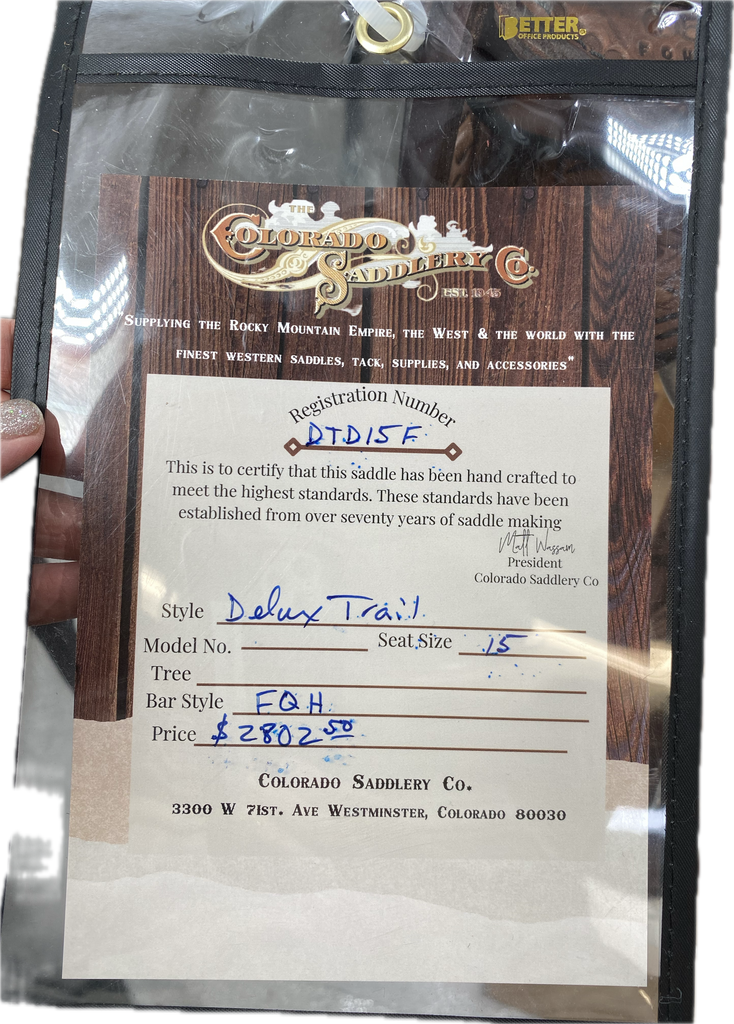 BETTER
OFFICE PRODUCTS
THE
COLORADO
SADDLERY CO.
EST. 1945
"SUPPLYING THE ROCKY MOUNTAIN EMPIRE, THE WEST & THE WORLD WITH THE
FINEST WESTERN SADDLES, TACK, SUPPLIES, AND ACCESSORIES"
Registration Number
DTD15F
This is to certify that this saddle has been hand crafted to
meet the highest standards. These standards have been
established from over seventy years of saddle making
Matt Wassam
President
Colorado Saddlery Co
Style Delux Trail
Model No. Seat Size 15
Tree
Bar Style FQH
Price $2802 50
COLORADO SADDLERY CO.
3300 W 71ST. AVE WESTMINSTER, COLORADO 80030